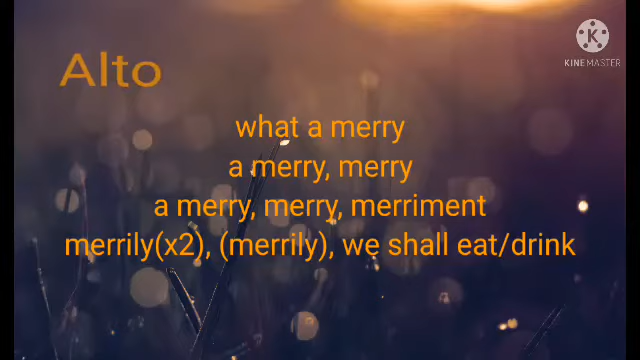 Alto
K
KINEMASTER
what a merry
a merry, merry
a merry, merry, merriment
merrily(x2), (merrily), we shall eat/drink